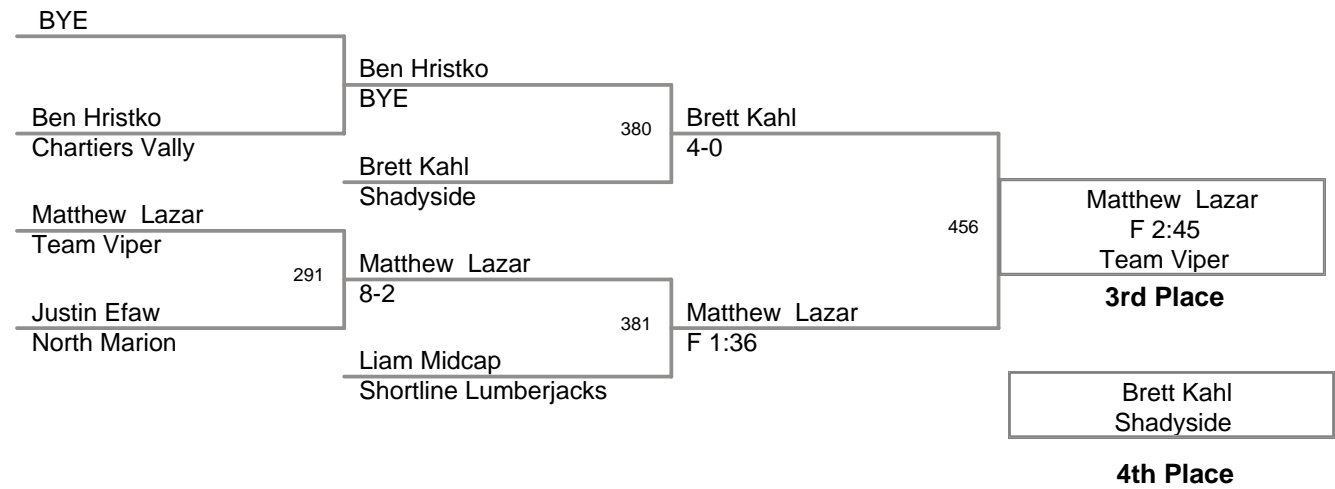 BYE
Ben Hristko
Chartiers Vally
Matthew  Lazar
Team Viper
291
Justin Efaw
North Marion
Ben Hristko
BYE
380
Brett Kahl
Shadyside
Matthew  Lazar
8-2
381
Liam Midcap
Shortline Lumberjacks
Brett Kahl
4-0
456
Matthew  Lazar
F 1:36
Matthew  Lazar
F 2:45
Team Viper
3rd Place
Brett Kahl
Shadyside
4th Place